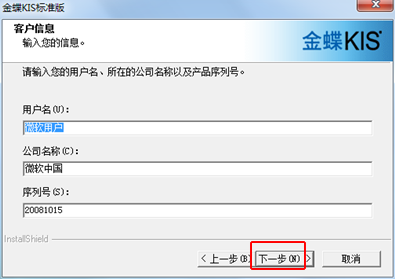 金蝶KIS标准版
客户信息
输入您的信息。
金蝶KIS
请输入您的用户名、所在的公司名称以及产品序列号。
用户名(U):
微软用户
公司名称(C):
微软中国
序列号(S):
20081015
InstallShield
< 上一步(B) 下一步(N) > 取消